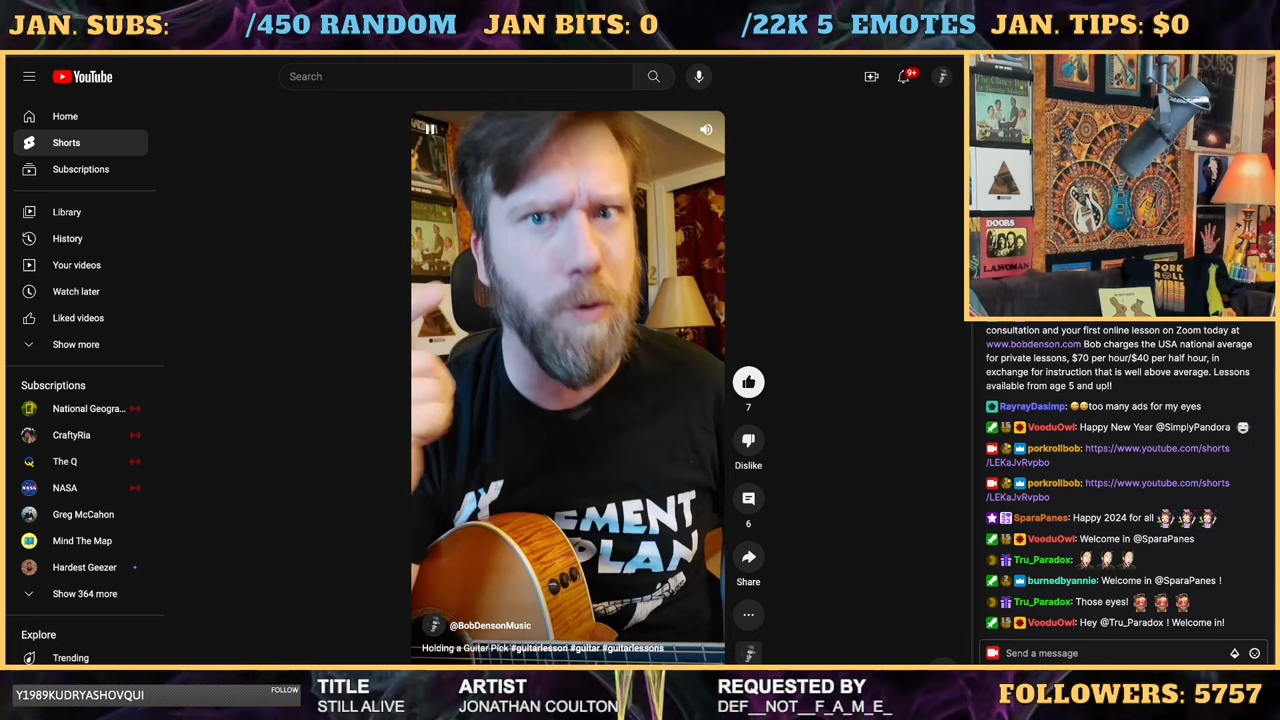 JAN. SUBS: /450 RANDOM JAN BITS: 0 /22K 5 EMOTES JAN. TIPS: $0
YouTube
Search
9+
Home
Shorts
Subscriptions
Library
History
Your videos
Watch later
Liked videos
Show more
Subscriptions
National Geogra...
CraftyRia
The Q
NASA
NASA
Greg McCahon
Mind The Map
Hardest Geezer
Show 364 more
Explore
Trending
EMENT
PLAN
7
Dislike
6
Share
@BobDensonMusic
Holding a Guitar Pick #guitarlesson #guitar #guitarlessons
DOORS
L.A.WOMAN
PORK
ROLL
VIBES
consultation and your first online lesson on Zoom today at
www.bobdenson.com Bob charges the USA national average
for private lessons, $70 per hour/$40 per half hour, in
exchange for instruction that is well above average. Lessons
available from age 5 and up!!
RayrayDasImp: too many ads for my eyes
VooduOwl: Happy New Year @SimplyPandora
porkrollbob: https://www.youtube.com/shorts
/LEKaJvRvpbo
porkrollbob: https://www.youtube.com/shorts
/LEKaJvRvpbo
SparaPanes: Happy 2024 for all
VooduOwl: Welcome in @SparaPanes
Tru_Paradox:
burnedbyannie: Welcome in @SparaPanes !
Tru_Paradox: Those eyes!
VooduOwl: Hey @Tru_Paradox ! Welcome in!
Send a message
Y1989KUDRYASHOVQUI FOLLOW
TITLE
STILL ALIVE
ARTIST
JONATHAN COULTON
REQUESTED BY
DEF__NOT__F_A_M_E_
FOLLOWERS: 5757